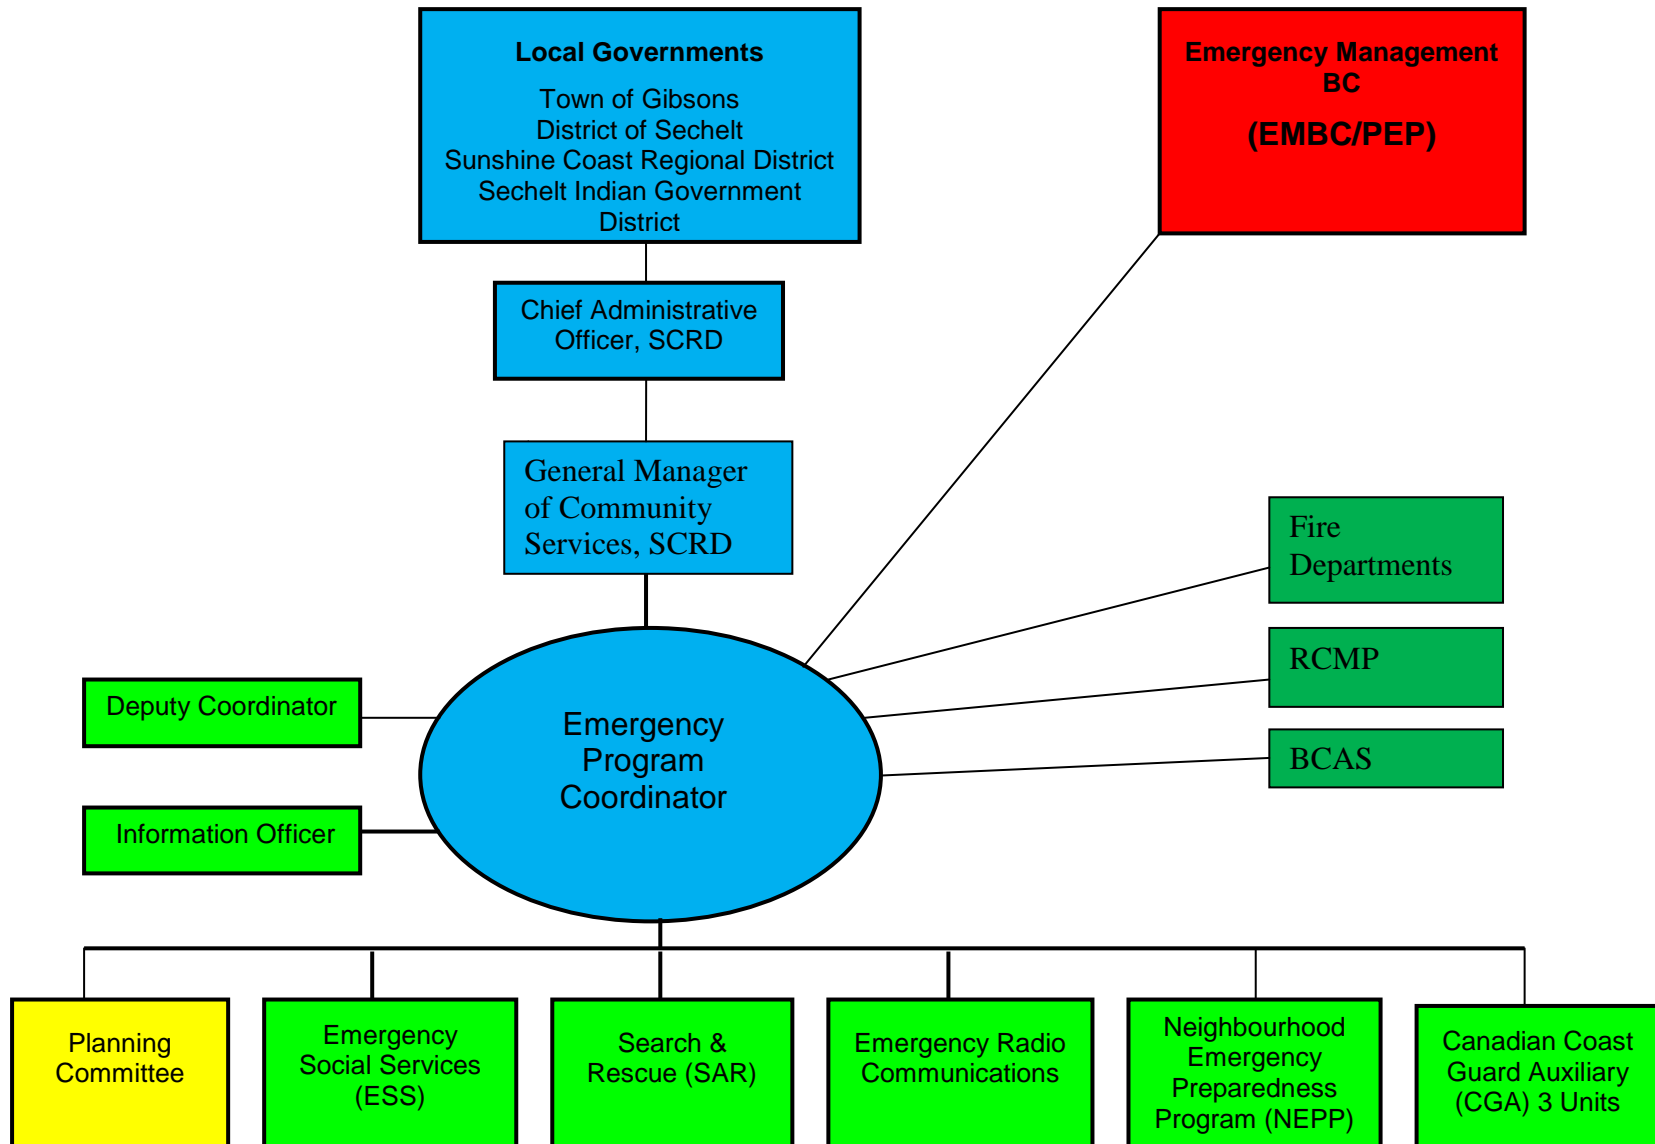 Local Governments
Town of Gibsons
District of Sechelt
Sunshine Coast Regional District
Sechelt Indian Government
District
Emergency Management
BC
(EMBC/PEP)
Chief Administrative
Officer, SCRD
General Manager
of Community
Services, SCRD
Fire
Departments
RCMP
BCAS
Deputy Coordinator
Information Officer
Emergency
Program
Coordinator
Planning
Committee
Emergency
Social Services
(ESS)
Search &
Rescue (SAR)
Emergency Radio
Communications
Neighbourhood
Emergency
Preparedness
Program (NEPP)
Canadian Coast
Guard Auxiliary
(CGA) 3 Units